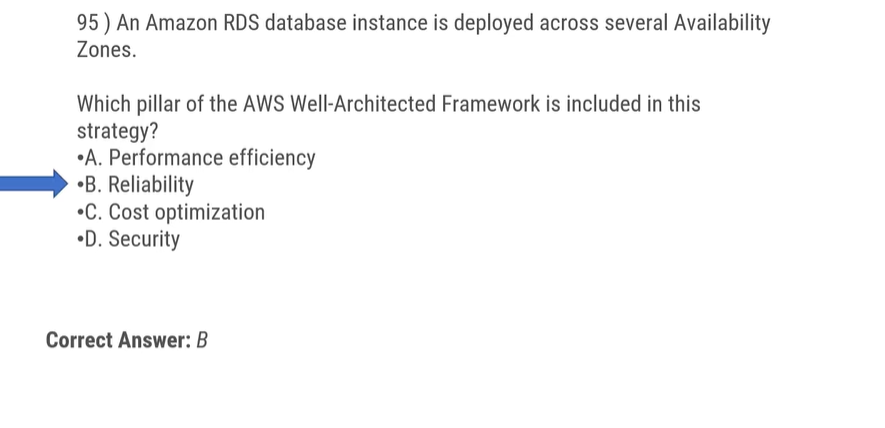 95 ) An Amazon RDS database instance is deployed across several Availability
Zones.
Which pillar of the AWS Well-Architected Framework is included in this
strategy?
•A. Performance efficiency
•B. Reliability
•C. Cost optimization
•D. Security
Correct Answer: B